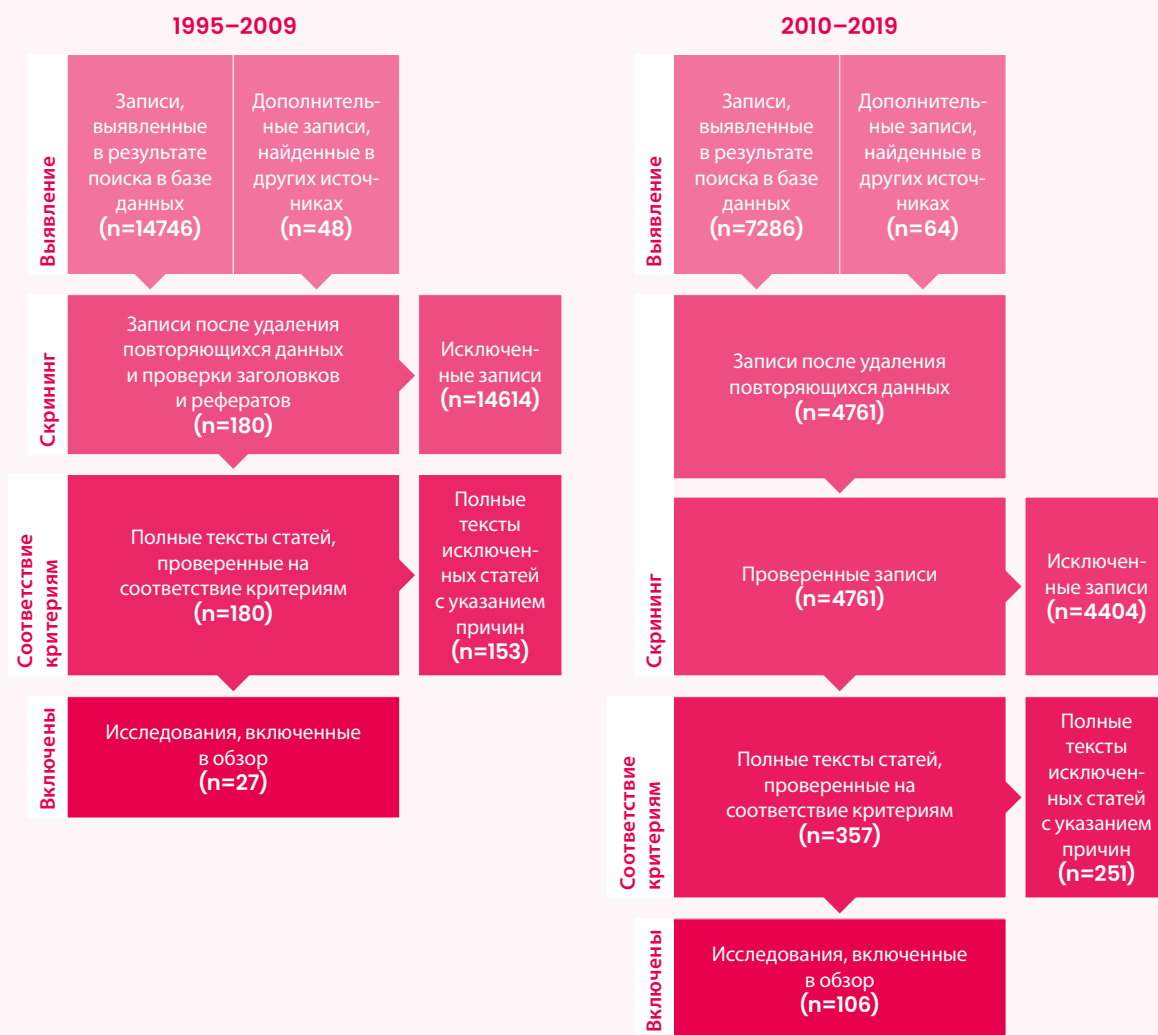 1995–2009
Выявление
Записи,
выявленные
в результате
поиска в базе
данных
(n=14746)
Дополнитель-
ные записи,
найденные в
других источ-
никах
(n=48)
Скрининг
Записи после удаления
повторяющихся данных
и проверки заголовков
и рефератов
(n=180)
Исключен-
ные записи
(n=14614)
Соответствие
критериям
Полные тексты статей,
проверенные на
соответствие критериям
(n=180)
Полные
тексты
исключен-
ных статей
с указанием
причин
(n=153)
Включены
Исследования, включенные
в обзор
(n=27)
2010–2019
Выявление
Записи,
выявленные
в результате
поиска в базе
данных
(n=7286)
Дополнитель-
ные записи,
найденные в
других источ-
никах
(n=64)
Скрининг
Записи после удаления
повторяющихся данных
(n=4761)
Проверенные записи
(n=4761)
Исключен-
ные записи
(n=4404)
Соответствие
критериям
Полные тексты статей,
проверенные на
соответствие критериям
(n=357)
Полные
тексты
исключен-
ных статей
с указанием
причин
(n=251)
Включены
Исследования, включенные
в обзор
(n=106)